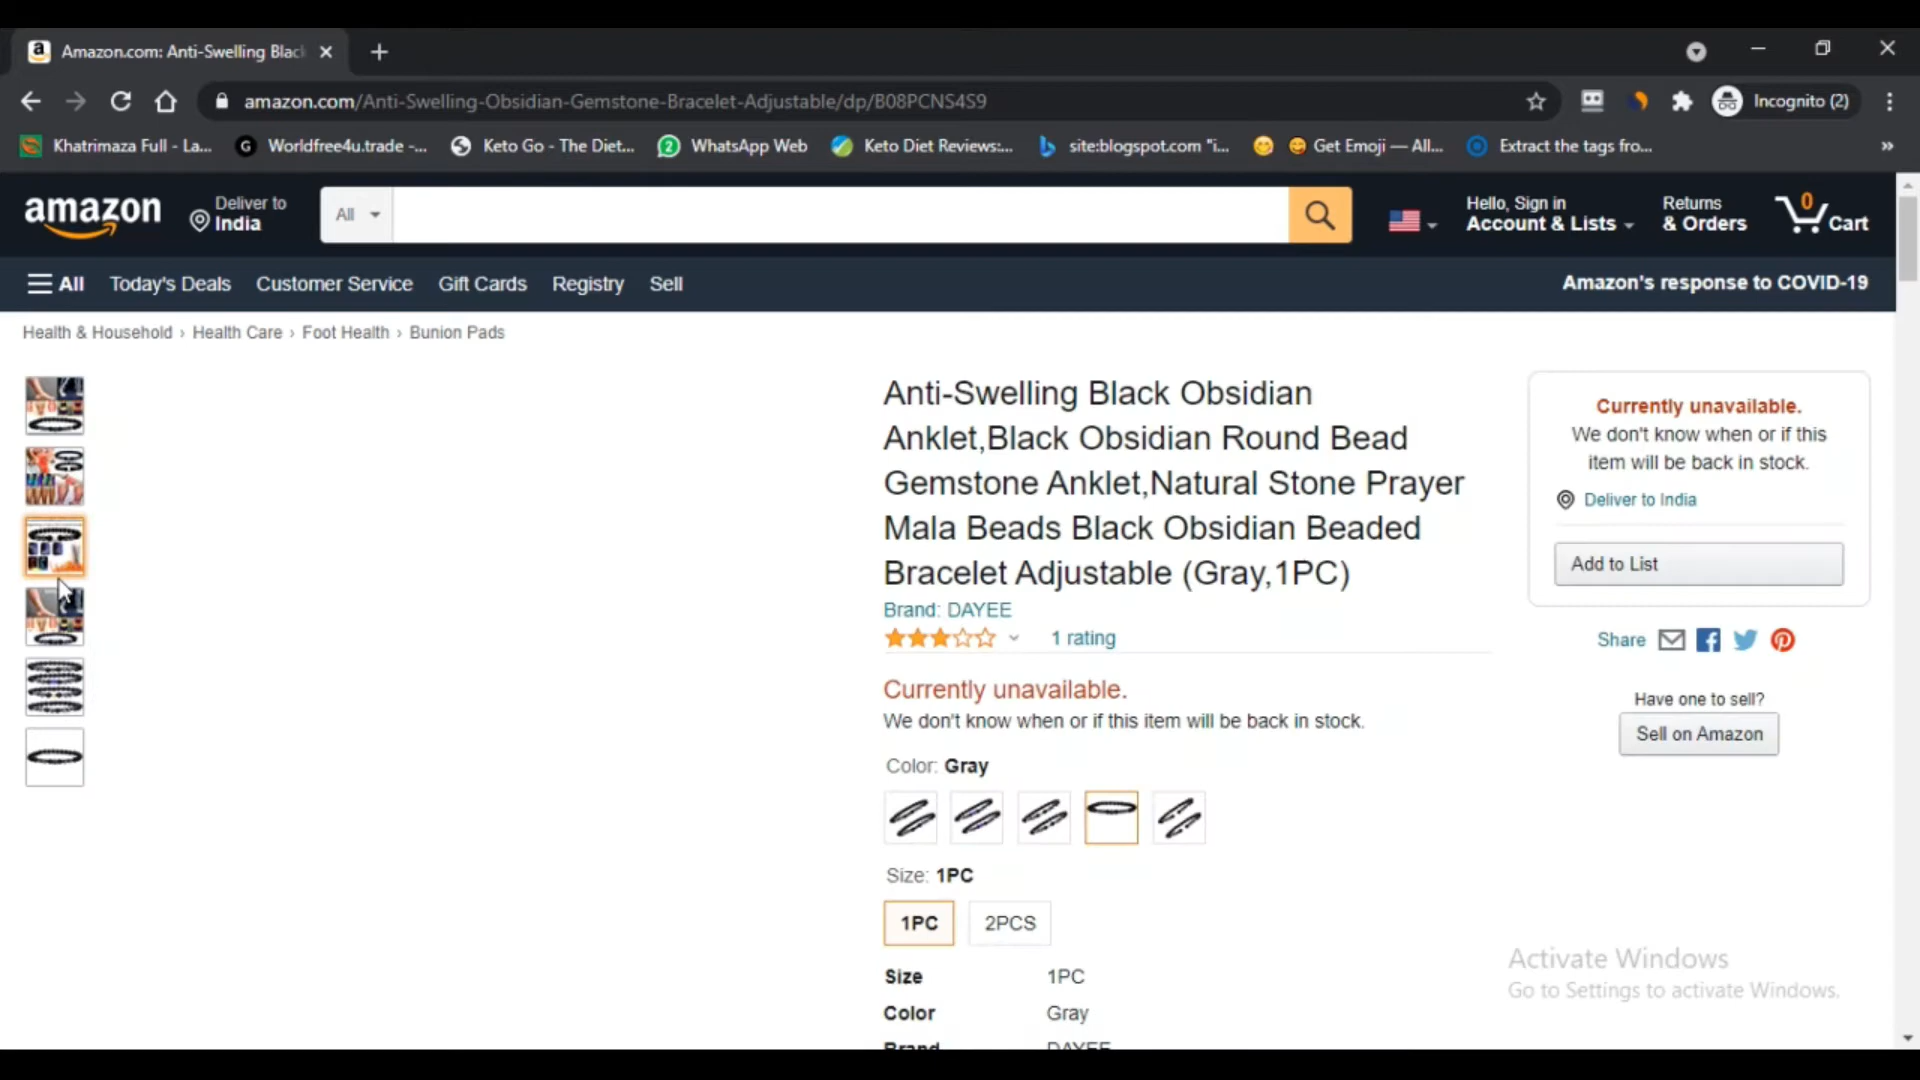 Amazon.com: Anti-Swelling Blac
amazon.com/Anti-Swelling-Obsidian-Gemstone-Bracelet-Adjustable/dp/B08PCNS4S9
Incognito (2)
Khatrimaza Full - La...
Worldfree4u.trade -...
Keto Go - The Diet...
WhatsApp Web
Keto Diet Reviews:...
site:blogspot.com "i...
Get Emoji — All...
Extract the tags fro...
amazon
Deliver to
India
All
Hello, Sign in
Account & Lists
Returns
& Orders
0
Cart
All
Today's Deals
Customer Service
Gift Cards
Registry
Sell
Amazon's response to COVID-19
Health & Household › Health Care › Foot Health › Bunion Pads
Anti-Swelling Black Obsidian
Anklet,Black Obsidian Round Bead
Gemstone Anklet,Natural Stone Prayer
Mala Beads Black Obsidian Beaded
Bracelet Adjustable (Gray,1PC)
Brand: DAYEE
1 rating
Currently unavailable.
We don't know when or if this item will be back in stock.
Color: Gray
Size: 1PC
1PC
2PCS
Size 1PC
Color Gray
Brand DAYEE
Currently unavailable.
We don't know when or if this
item will be back in stock.
Deliver to India
Add to List
Share
Have one to sell?
Sell on Amazon
Activate Windows
Go to Settings to activate Windows.